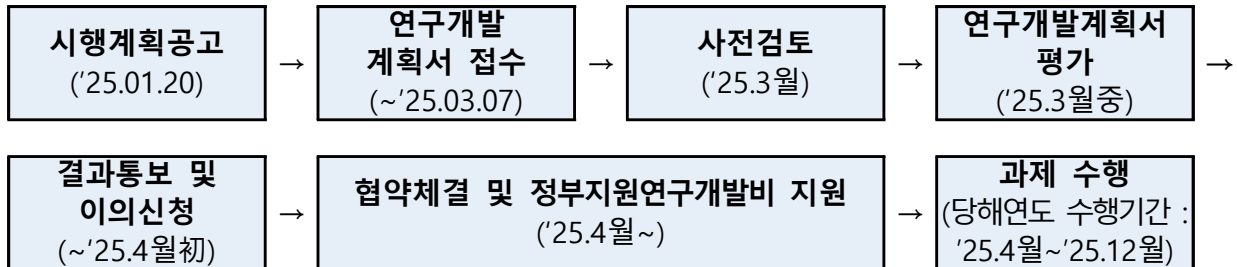 시행계획공고
('25.01.20)
→
연구개발
계획서 접수
(~'25.03.07)
→
사전검토
('25.3월)
→
연구개발계획서
평가
('25.3월중)
→
결과통보 및
이의신청
(~'25.4월初)
→
협약체결 및 정부지원연구개발비 지원
('25.4월~)
→
과제 수행
(당해연도 수행기간 :
'25.4월~'25.12월)